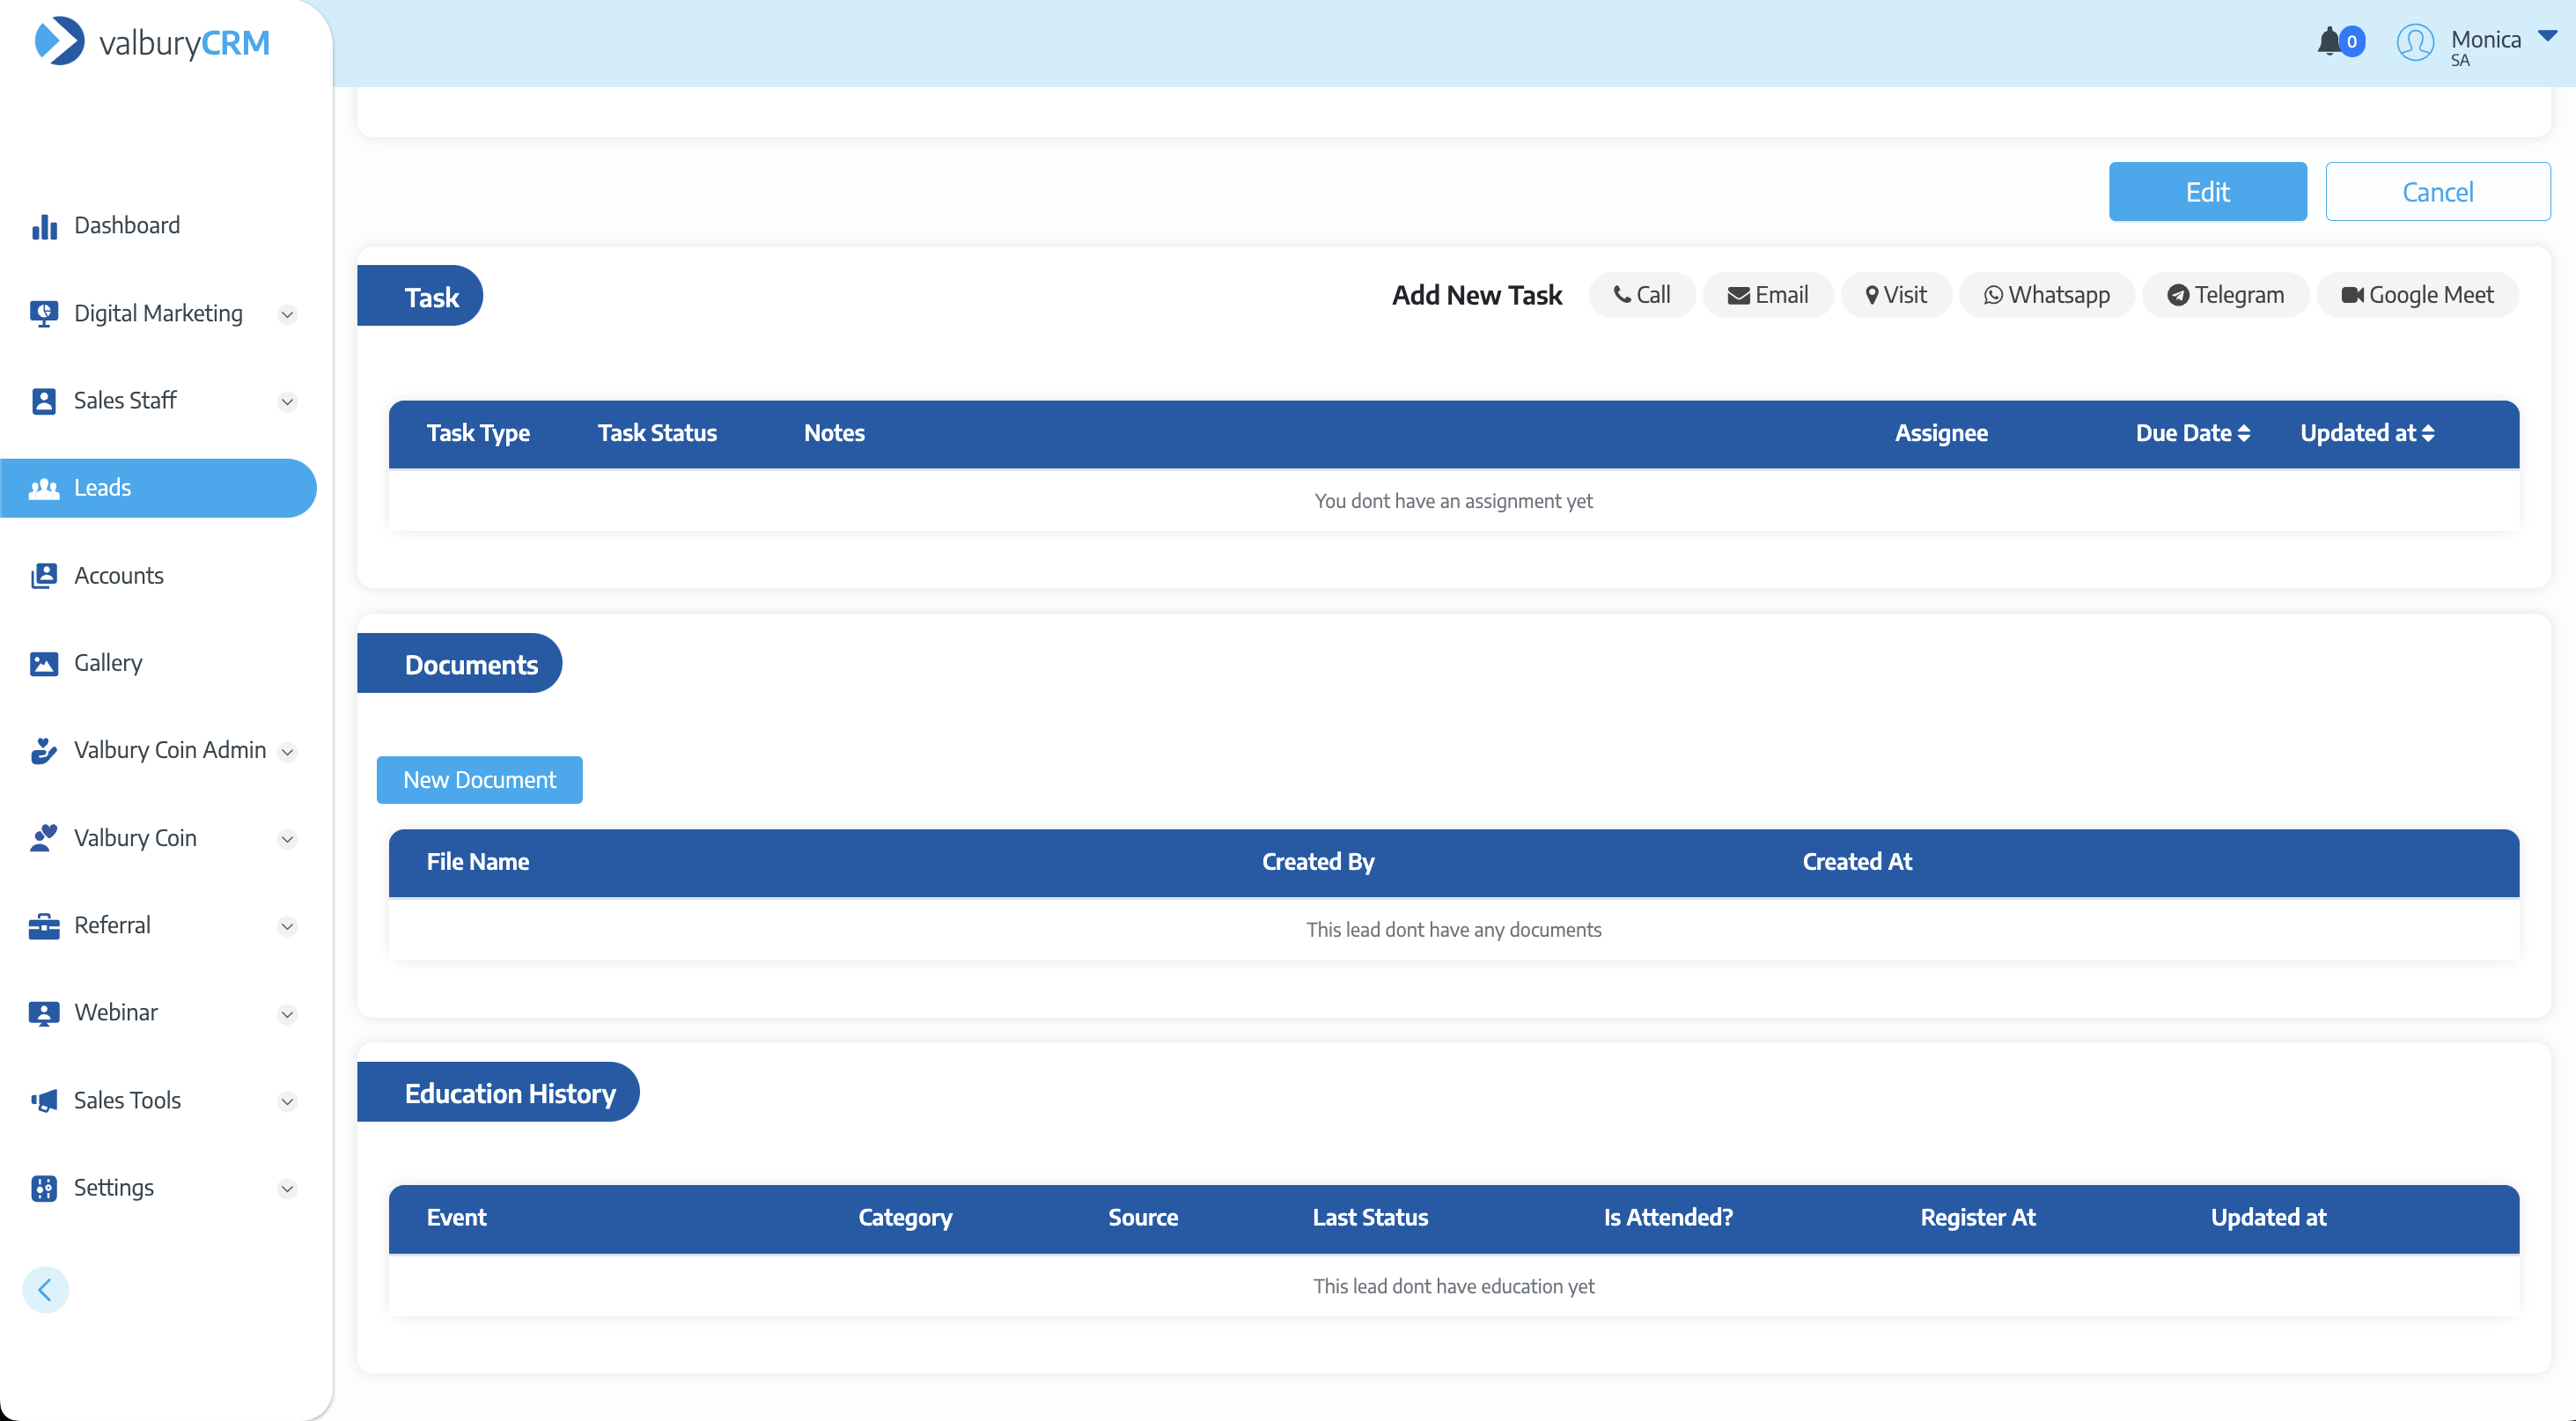 valburyCRM
0
Monica
SA
Dashboard
Digital Marketing
Sales Staff
Leads
Accounts
Gallery
Valbury Coin Admin
Valbury Coin
Referral
Webinar
Sales Tools
Settings
Edit
Cancel
Task
Add New Task
Call
Email
Visit
Whatsapp
Telegram
Google Meet
Task Type
Task Status
Notes
Assignee
Due Date
Updated at
You dont have an assignment yet
Documents
New Document
File Name
Created By
Created At
This lead dont have any documents
Education History
Event
Category
Source
Last Status
Is Attended?
Register At
Updated at
This lead dont have education yet